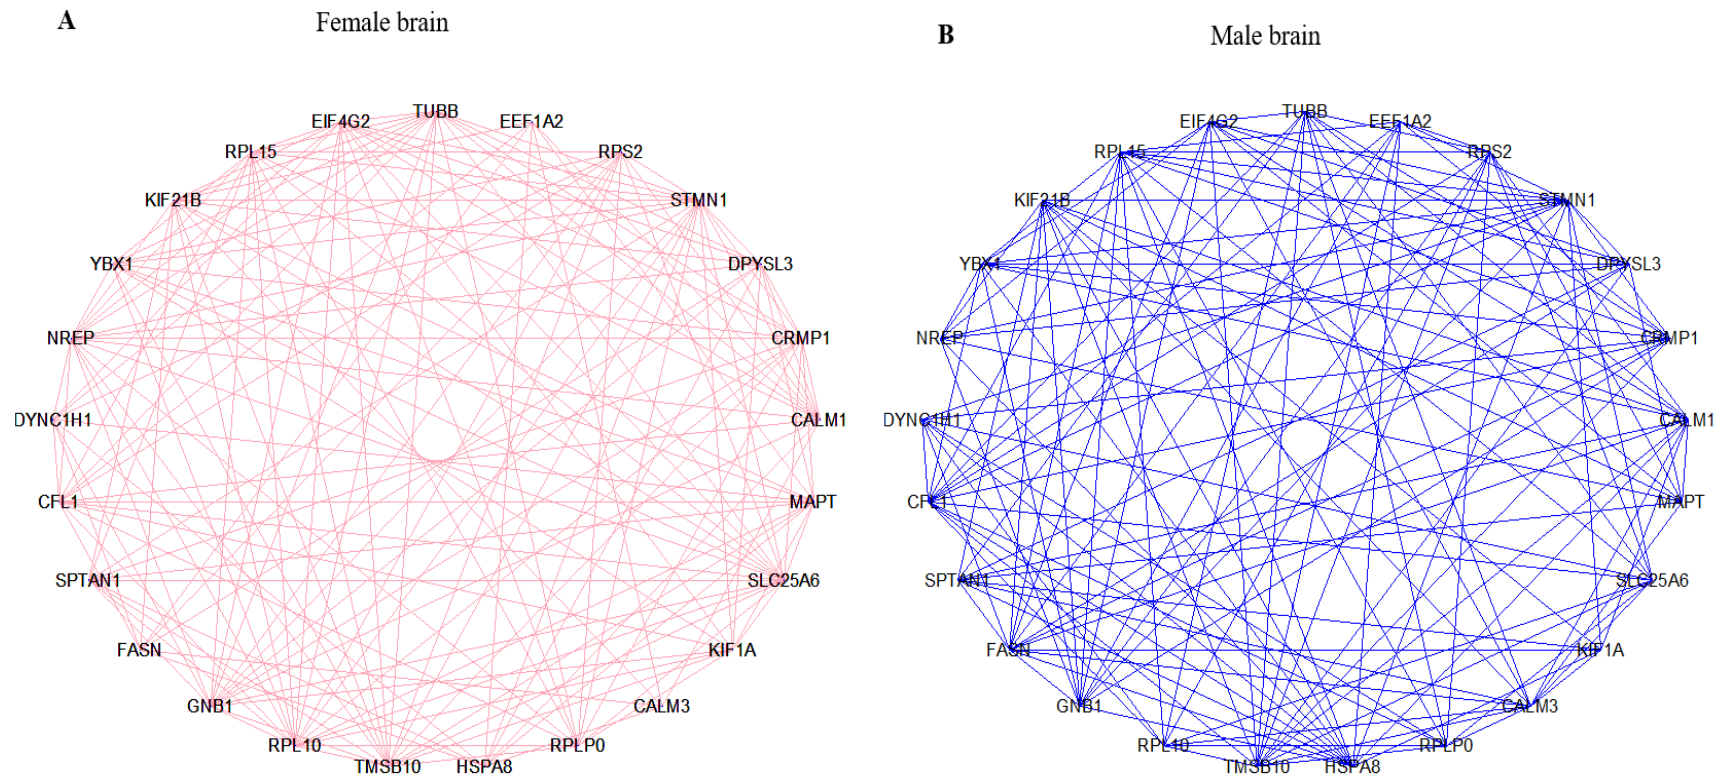 A
Female brain
TUBB
EIF4G2
EEF1A2
RPL15
RPS2
KIF21B
STMN1
YBX1
DPYSL3
NREP
CRMP1
DYNC1H1
CALM1
CFL1
MAPT
SPTAN1
SLC25A6
FASN
KIF1A
GNB1
CALM3
RPL10
RPLP0
TMSB10
HSPA8
B
Male brain
TUBB
EIF4G2
EEF1A2
RPL15
RPS2
KIF21B
STMN1
YBX1
DPYSL3
NREP
CRMP1
DYNC1H1
CALM1
CFL1
MAPT
SPTAN1
SLC25A6
FASN
KIF1A
GNB1
CALM3
RPL10
RPLP0
TMSB10
HSPA8